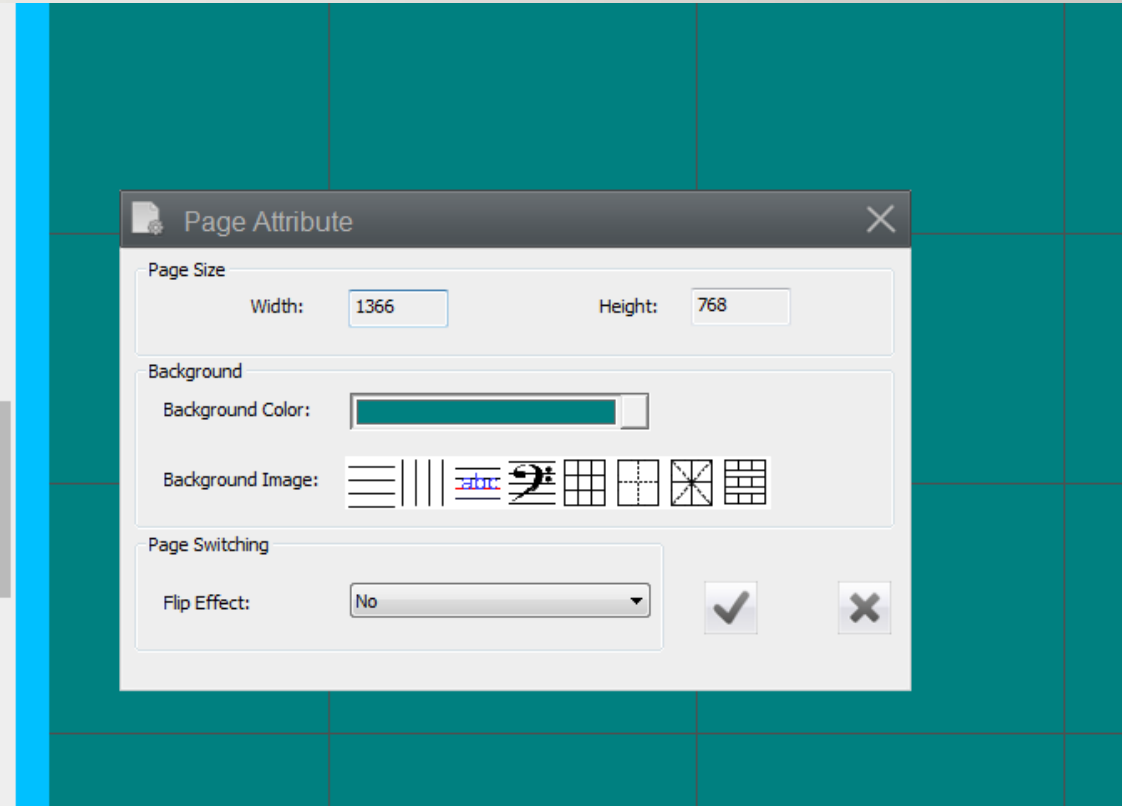 Page Attribute
Page Size
Width: 1366 Height: 768
Background
Background Color:
Background Image:
abc
Page Switching
Flip Effect: No